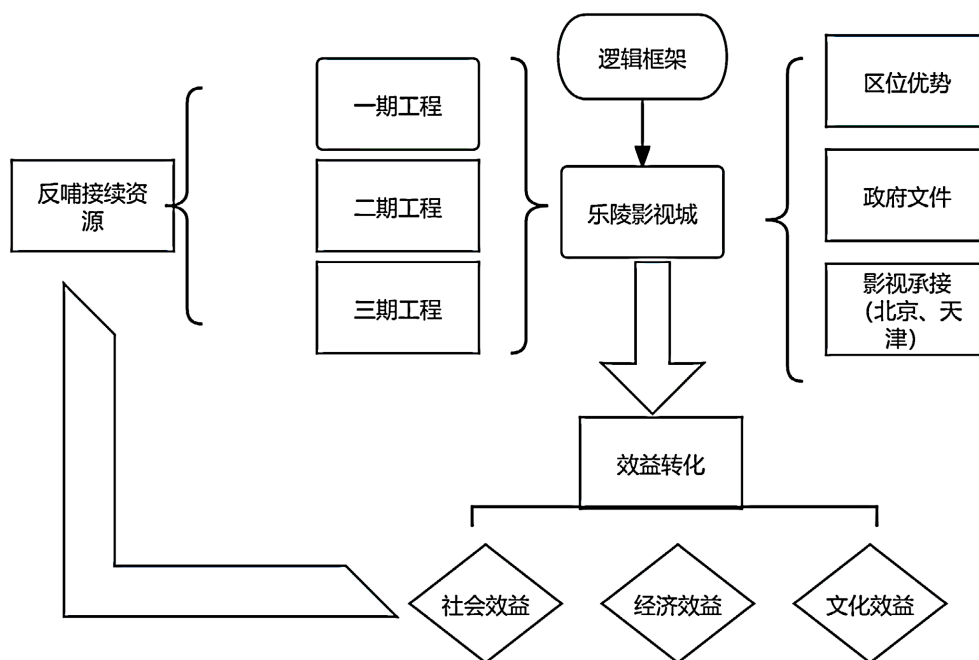 逻辑框架
区位优势
一期工程
反哺接续资
源
二期工程
乐陵影视城
政府文件
三期工程
影视承接
（北京、天
津）
效益转化
社会效益
经济效益
文化效益